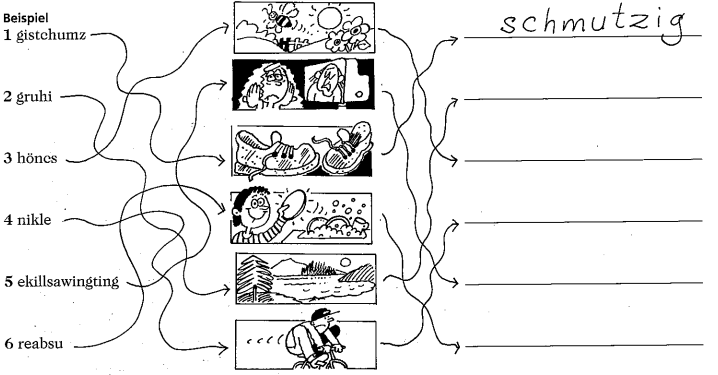 Beispiel
1 gistchumz
schmutzig
2 gruhi
3 höncs
4 nikle
5 ekillsawingting
6 reabsu